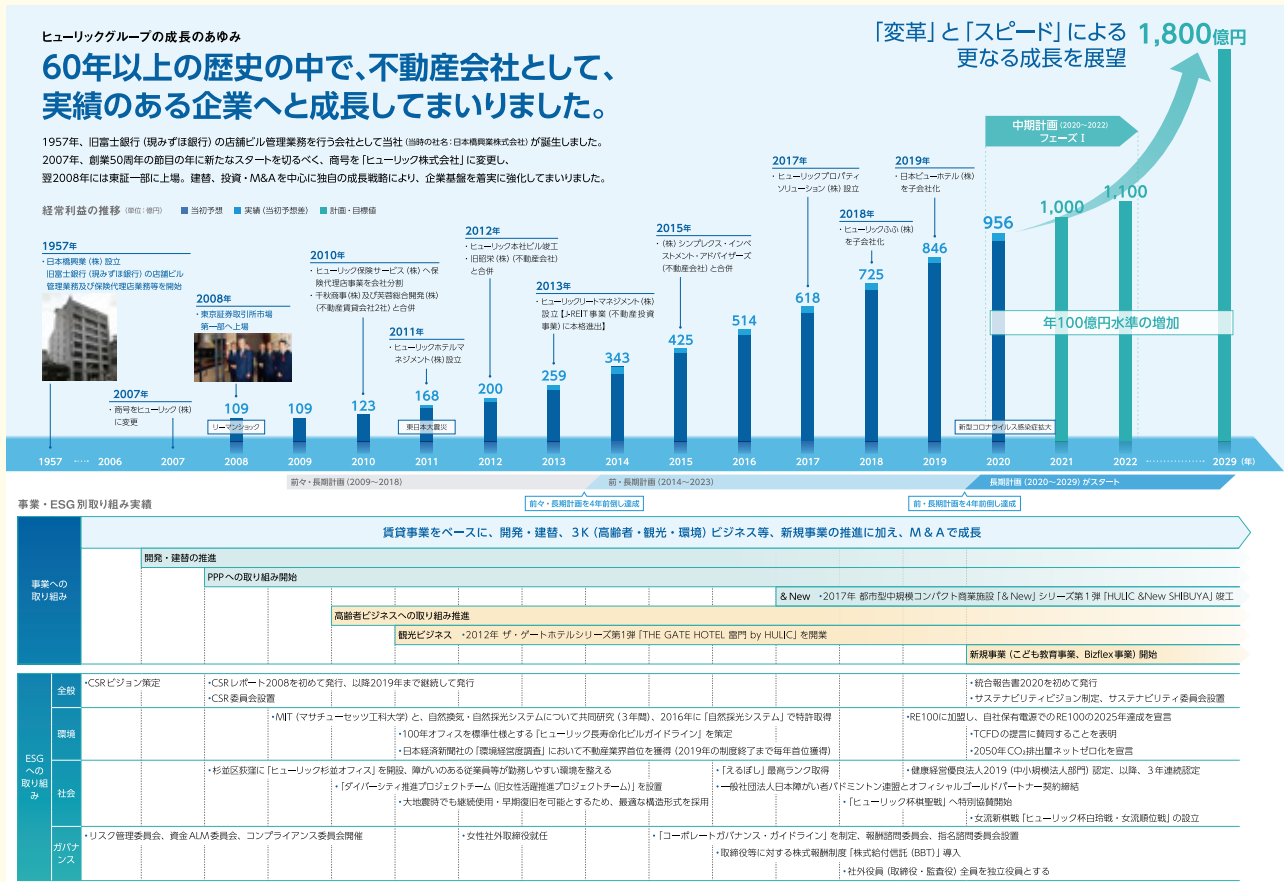 ヒューリックグループの成長のあゆみ
60年以上の歴史の中で、不動産会社として、
実績のある企業へと成長してまいりました。
1957年、旧富士銀行（現みずほ銀行）の店舗ビル管理業務を行う会社として当社（当時の社名：日本橋興業株式会社）が誕生しました。
2007年、創業50周年の節目の年に新たなスタートを切るべく、商号を「ヒューリック株式会社」に変更し、
翌2008年には東証一部に上場。建替、投資・M&Aを中心に独自の成長戦略により、企業基盤を着実に強化してまいりました。
「変革」と「スピード」による
更なる成長を展望
1,800億円
中期計画（2020～2022）
フェーズⅠ
経常利益の推移（単位：億円） 当初予想 実績（当初予想差） 計画・目標値
1957年
・日本橋興業（株）設立
旧富士銀行（現みずほ銀行）の店舗ビル
管理業務及び保険代理店業務等を開始
2007年
・商号をヒューリック（株）
に変更
2008年
・東京証券取引所市場
第一部へ上場
2010年
・ヒューリック保険サービス（株）へ保
険代理店事業を会社分割
・千秋商事（株）及び芙蓉総合開発（株）
（不動産賃貸会社2社）と合併
2011年
・ヒューリックホテルマ
ネジメント（株）設立
2012年
・ヒューリック本社ビル竣工
・旧昭栄（株）（不動産会社）
と合併
2013年
・ヒューリックリートマネジメント（株）
設立【J-REIT事業（不動産投資
事業）に本格進出】
2015年
・（株）シンプレクス・インベ
ストメント・アドバイザーズ
（不動産会社）と合併
2017年
・ヒューリックプロパティ
ソリューション（株）設立
2018年
・ヒューリックふふ（株）
を子会社化
2019年
・日本ビューホテル（株）
を子会社化
109 109 123 168 200 259 343 425 514 618 725 846 956 1,000 1,100
年100億円水準の増加
リーマンショック
東日本大震災
新型コロナウイルス感染症拡大
1957 ‥‥ 2006 2007 2008 2009 2010 2011 2012 2013 2014 2015 2016 2017 2018 2019 2020 2021 2022 ‥‥‥‥ 2029（年）
前々・長期計画（2009～2018）
前・長期計画（2014～2023）
長期計画（2020～2029）がスタート
前々・長期計画を4年前倒し達成
前・長期計画を4年前倒し達成
事業・ESG別取り組み実績
事業への
取り組み
賃貸事業をベースに、開発・建替、3K（高齢者・観光・環境）ビジネス等、新規事業の推進に加え、M&Aで成長
開発・建替の推進
PPPへの取り組み開始
&New ・2017年 都市型中規模コンパクト商業施設「&New」シリーズ第1弾「HULIC &New SHIBUYA」竣工
高齢者ビジネスへの取り組み推進
観光ビジネス ・2012年 ザ・ゲートホテルシリーズ第1弾「THE GATE HOTEL 雷門 by HULIC」を開業
新規事業（こども教育事業、Bizflex事業）開始
ESG
への
取り組
み
全般
・CSRビジョン策定
・CSRレポート2008を初めて発行、以降2019年まで継続して発行
・CSR委員会設置
・統合報告書2020を初めて発行
・サステナビリティビジョン制定、サステナビリティ委員会設置
環境
・MIT（マサチューセッツ工科大学）と、自然換気・自然採光システムについて共同研究（3年間）、2016年に「自然採光システム」で特許取得
・100年オフィスを標準仕様とする「ヒューリック長寿命化ビルガイドライン」を策定
・日本経済新聞社の「環境経営度調査」において不動産業界首位を獲得（2019年の制度終了まで毎年首位獲得）
・RE100に加盟し、自社保有電源でのRE100の2025年達成を宣言
・TCFDの提言に賛同することを表明
・2050年CO₂排出量ネットゼロ化を宣言
社会
・杉並区荻窪に「ヒューリック杉並オフィス」を開設、障がいのある従業員等が勤務しやすい環境を整える
・「ダイバーシティ推進プロジェクトチーム（旧女性活躍推進プロジェクトチーム）」を設置
・大地震時でも継続使用・早期復旧を可能とするため、最適な構造形式を採用
・「えるぼし」最高ランク取得
・一般社団法人日本障がい者バドミントン連盟とオフィシャルゴールドパートナー契約締結
・健康経営優良法人2019（中小規模法人部門）認定、以降、3年連続認定
・「ヒューリック杯棋聖戦」へ特別協賛開始
・女流新棋戦「ヒューリック杯白玲戦・女流順位戦」の設立
ガバナ
ンス
・リスク管理委員会、資金ALM委員会、コンプライアンス委員会開催
・女性社外取締役就任
・「コーポレートガバナンス・ガイドライン」を制定、報酬諮問委員会、指名諮問委員会設置
・取締役等に対する株式報酬制度「株式給付信託（BBT）」導入
・社外役員（取締役・監査役）全員を独立役員とする